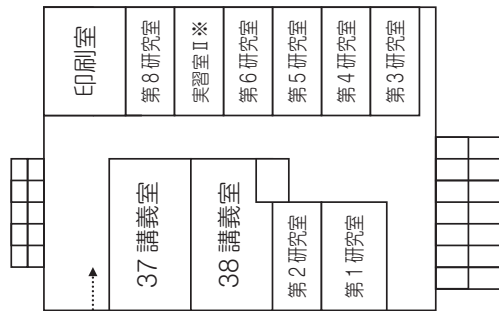 印刷室
第8研究室
実習室Ⅱ※
第6研究室
第5研究室
第4研究室
第3研究室
37講義室
38講義室
第2研究室
第1研究室